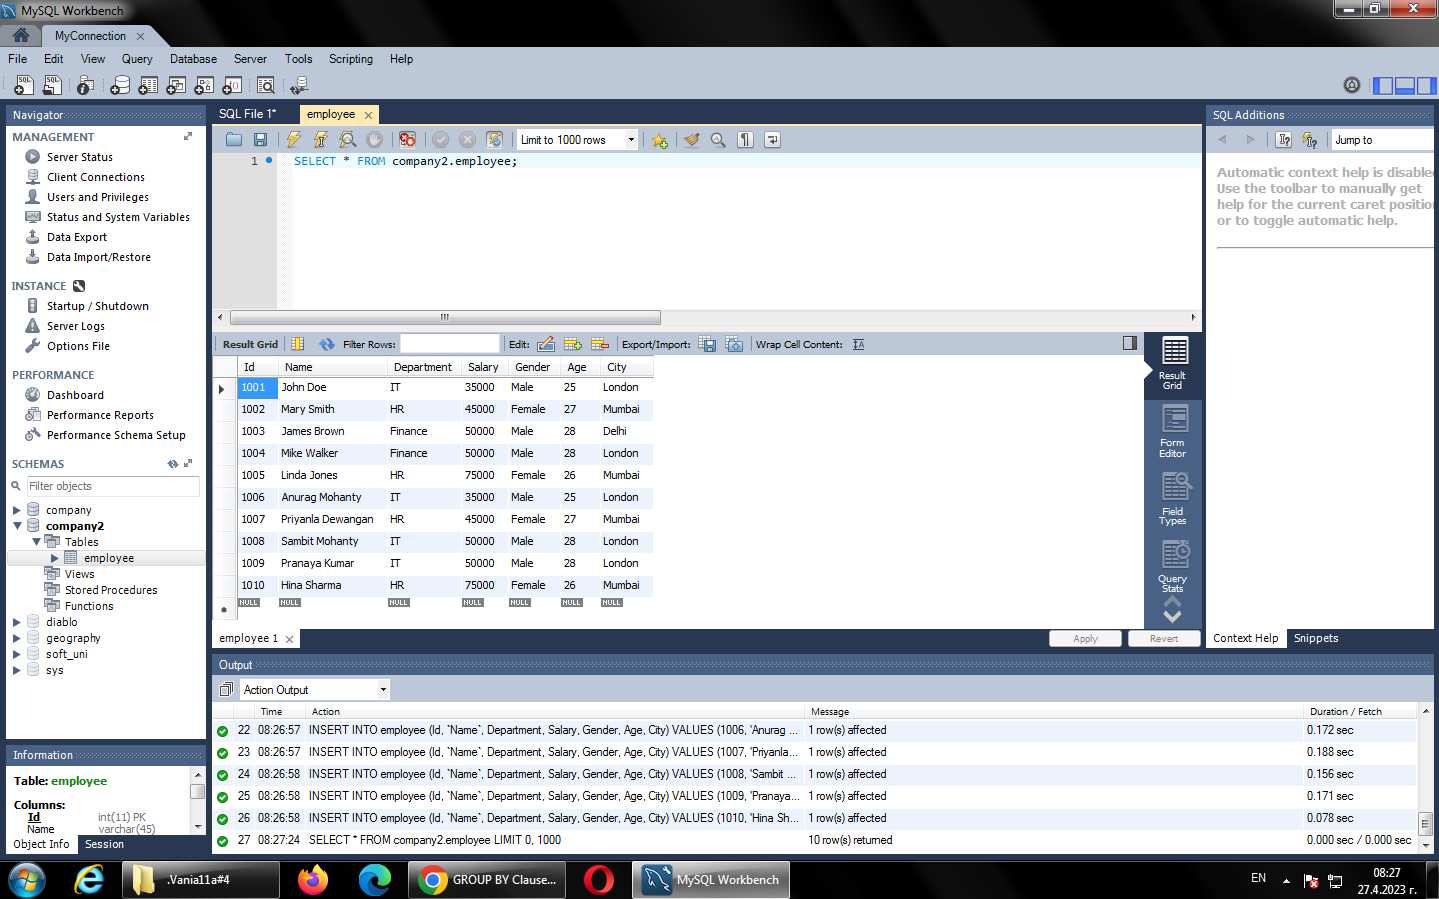 MySQL Workbench
MyConnection
File Edit View Query Database Server Tools Scripting Help
Navigator
MANAGEMENT
Server Status
Client Connections
Users and Privileges
Status and System Variables
Data Export
Data Import/Restore
INSTANCE
Startup / Shutdown
Server Logs
Options File
PERFORMANCE
Dashboard
Performance Reports
Performance Schema Setup
SCHEMAS
Filter objects
company
company2
Tables
employee
Views
Stored Procedures
Functions
diablo
geography
soft_uni
sys
Information
Table: employee
Columns:
Id int(11) PK
Name varchar(45)
Object Info Session
SQL File 1* employee
Limit to 1000 rows
1 SELECT * FROM company2.employee;
Result Grid Filter Rows: Edit: Export/Import: Wrap Cell Content:
Id Name Department Salary Gender Age City
1001 John Doe IT 35000 Male 25 London
1002 Mary Smith HR 45000 Female 27 Mumbai
1003 James Brown Finance 50000 Male 28 Delhi
1004 Mike Walker Finance 50000 Male 28 London
1005 Linda Jones HR 75000 Female 26 Mumbai
1006 Anurag Mohanty IT 35000 Male 25 London
1007 Priyanla Dewangan HR 45000 Female 27 Mumbai
1008 Sambit Mohanty IT 50000 Male 28 London
1009 Pranaya Kumar IT 50000 Male 28 London
1010 Hina Sharma HR 75000 Female 26 Mumbai
NULL NULL NULL NULL NULL NULL NULL
Result
Grid
Form
Editor
Field
Types
Query
Stats
employee 1 Apply Revert
SQL Additions
Jump to
Automatic context help is disabled
Use the toolbar to manually get
help for the current caret position
or to toggle automatic help.
Context Help Snippets
Output
Action Output
Time Action Message Duration / Fetch
22 08:26:57 INSERT INTO employee (Id, `Name`, Department, Salary, Gender, Age, City) VALUES (1006, 'Anurag ... 1 row(s) affected 0.172 sec
23 08:26:57 INSERT INTO employee (Id, `Name`, Department, Salary, Gender, Age, City) VALUES (1007, 'Priyanla... 1 row(s) affected 0.188 sec
24 08:26:58 INSERT INTO employee (Id, `Name`, Department, Salary, Gender, Age, City) VALUES (1008, 'Sambit ... 1 row(s) affected 0.156 sec
25 08:26:58 INSERT INTO employee (Id, `Name`, Department, Salary, Gender, Age, City) VALUES (1009, 'Pranaya... 1 row(s) affected 0.171 sec
26 08:26:58 INSERT INTO employee (Id, `Name`, Department, Salary, Gender, Age, City) VALUES (1010, 'Hina Sh... 1 row(s) affected 0.078 sec
27 08:27:24 SELECT * FROM company2.employee LIMIT 0, 1000 10 row(s) returned 0.000 sec / 0.000 sec
.Vania11a#4 GROUP BY Clause... MySQL Workbench EN 08:27
27.4.2023 г.